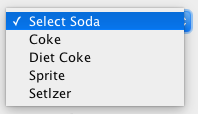 ✓ Select Soda
Coke
Diet Coke
Sprite
Setlzer